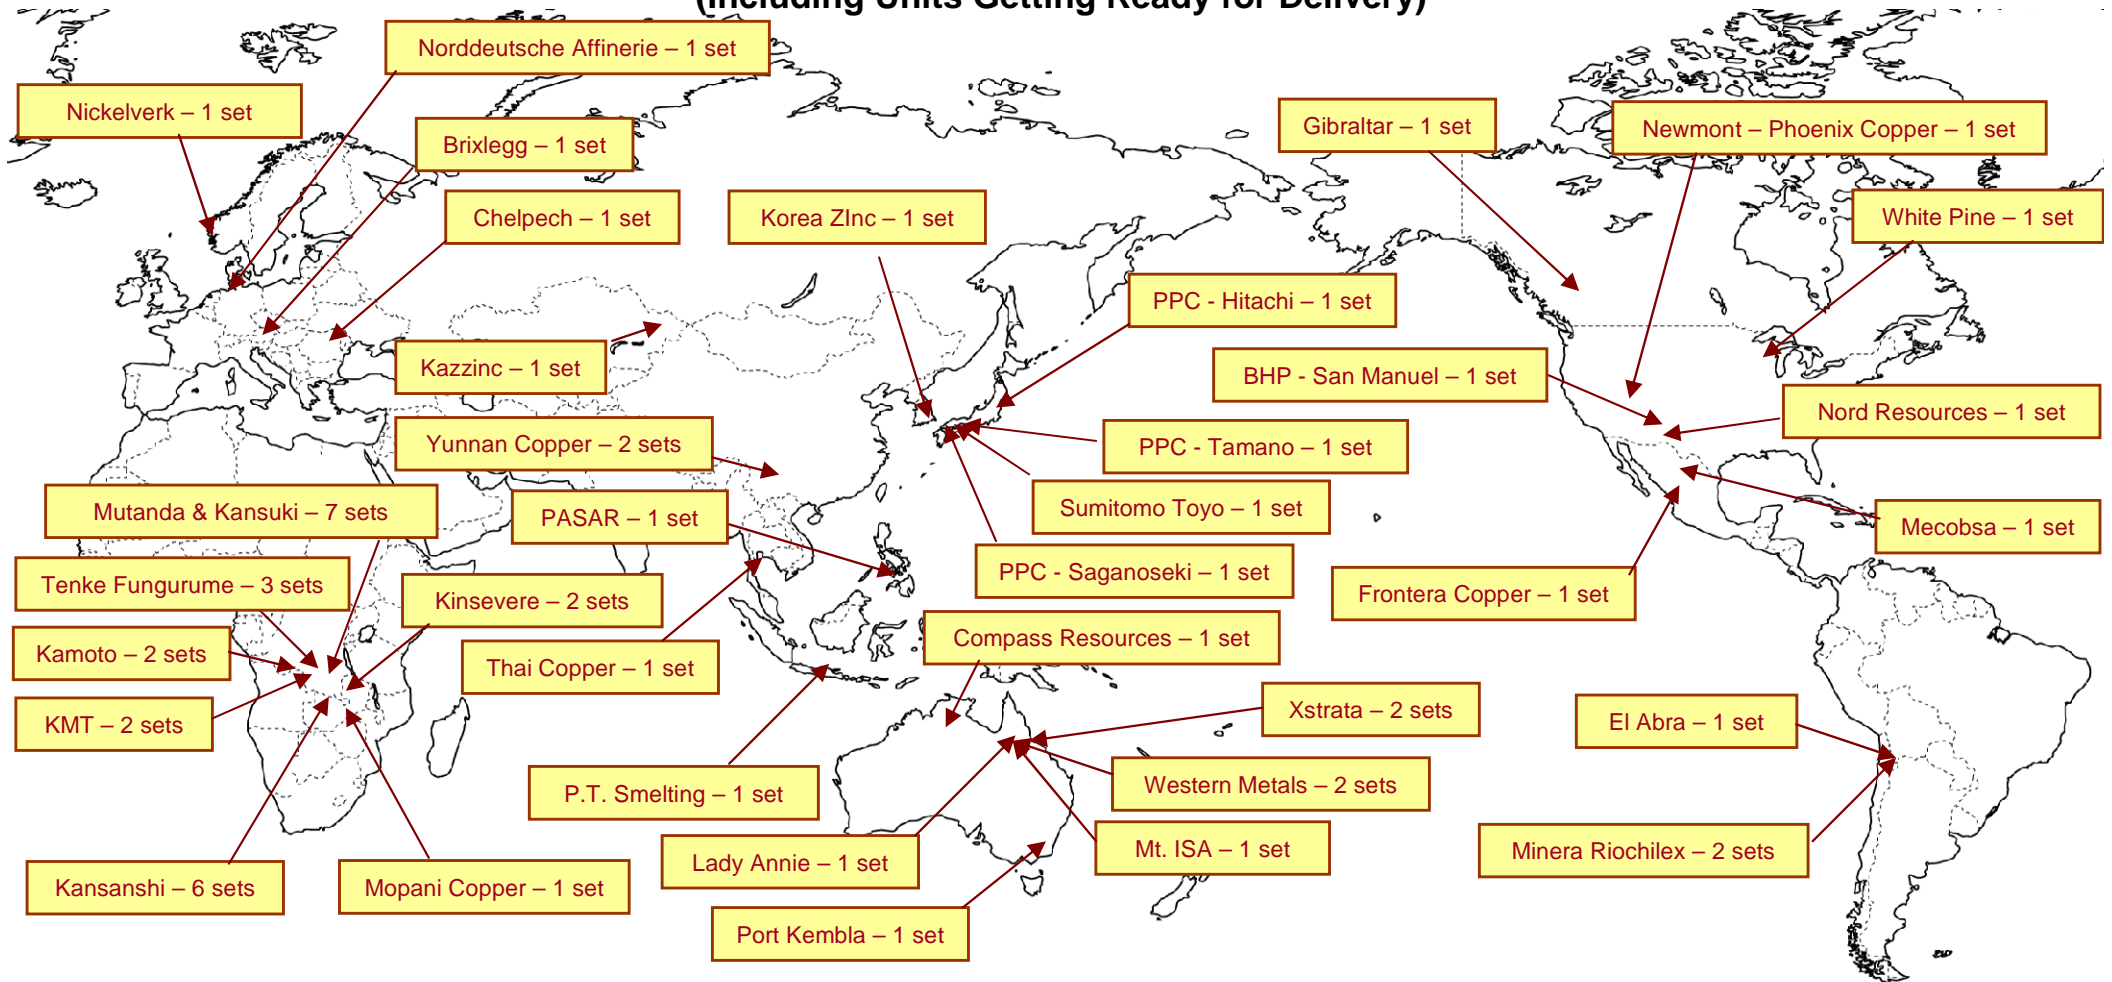 (Including Units Getting Ready for Delivery)
Norddeutsche Affinerie – 1 set
Nickelverk – 1 set
Brixlegg – 1 set
Gibraltar – 1 set
Newmont – Phoenix Copper – 1 set
Chelpech – 1 set
Korea ZInc – 1 set
White Pine – 1 set
PPC - Hitachi – 1 set
Kazzinc – 1 set
BHP - San Manuel – 1 set
Nord Resources – 1 set
Yunnan Copper – 2 sets
PPC - Tamano – 1 set
Mutanda & Kansuki – 7 sets
PASAR – 1 set
Sumitomo Toyo – 1 set
Mecobsa – 1 set
Tenke Fungurume – 3 sets
Kinsevere – 2 sets
PPC - Saganoseki – 1 set
Frontera Copper – 1 set
Kamoto – 2 sets
Thai Copper – 1 set
Compass Resources – 1 set
KMT – 2 sets
Xstrata – 2 sets
El Abra – 1 set
P.T. Smelting – 1 set
Western Metals – 2 sets
Lady Annie – 1 set
Mt. ISA – 1 set
Minera Riochilex – 2 sets
Kansanshi – 6 sets
Mopani Copper – 1 set
Port Kembla – 1 set